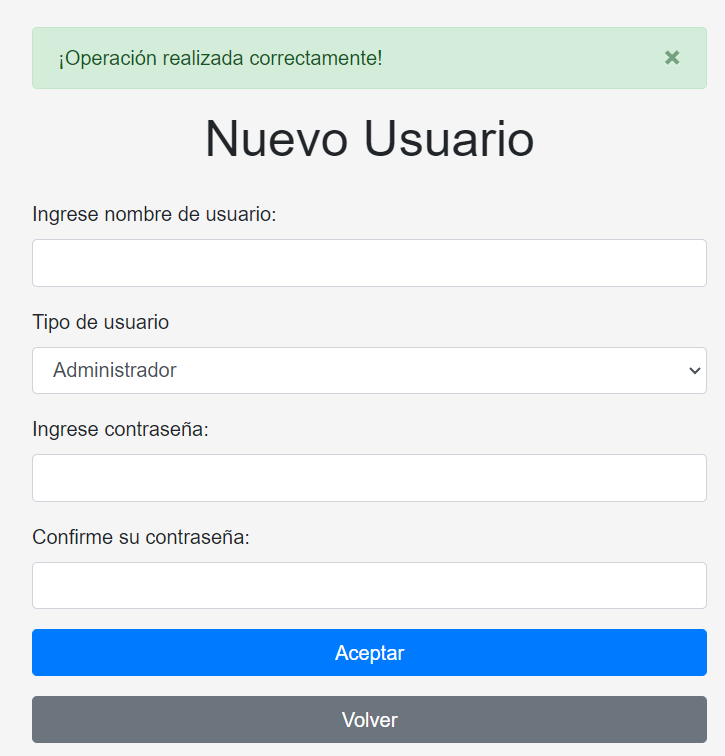 ¡Operación realizada correctamente! ×
Nuevo Usuario
Ingrese nombre de usuario:
Tipo de usuario
Administrador
Ingrese contraseña:
Confirme su contraseña:
Aceptar
Volver